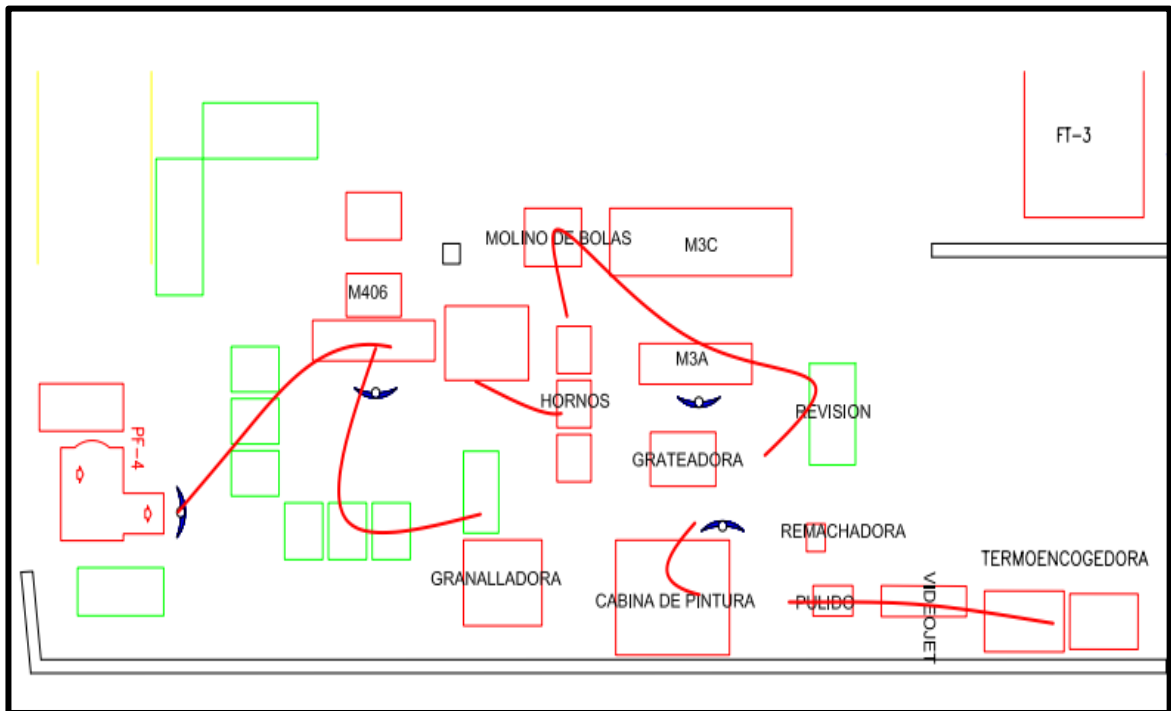 FT-3
MOLINO DE BOLAS
M3C
M406
M3A
HORNOS
REVISION
PF-4
GRATEADORA
REMACHADORA
TERMOENCOGEDORA
GRANALLADORA
CABINA DE PINTURA
PULIDO
VIDEOJET